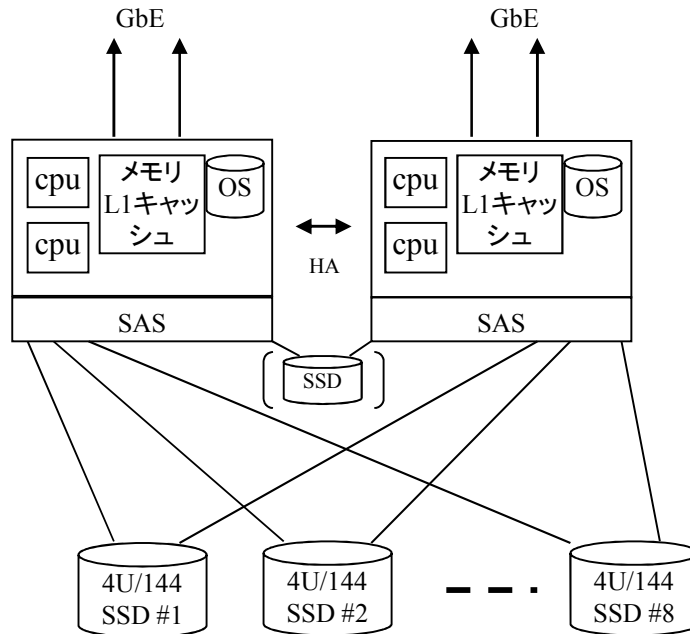 GbE
GbE
cpu
メモリ
L1キャッ
シュ
OS
cpu
cpu
メモリ
L1キャッ
シュ
OS
cpu
HA
SAS
SAS
SSD
4U/144
SSD #1
4U/144
SSD #2
4U/144
SSD #8